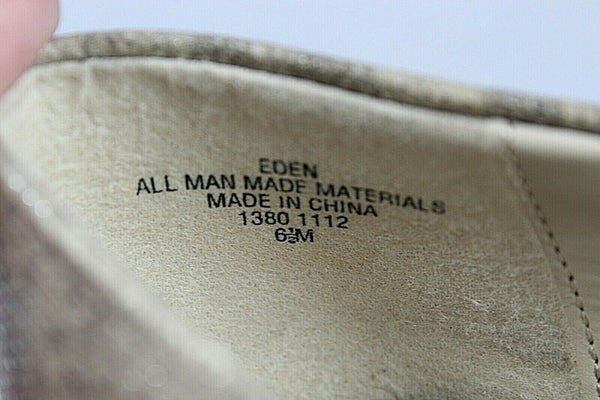 EDEN
ALL MAN MADE MATERIALS
MADE IN CHINA
1380 1112
6½M